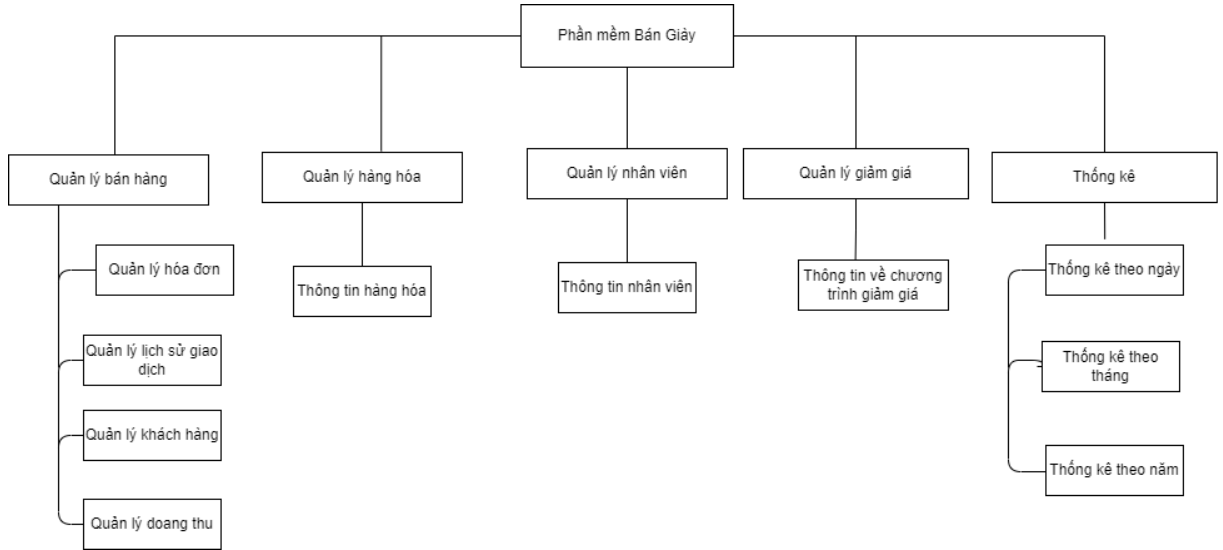 Phần mềm Bán Giày
Quản lý bán hàng
Quản lý hàng hóa
Quản lý nhân viên
Quản lý giảm giá
Thống kê
Quản lý hóa đơn
Quản lý lịch sử giao
dịch
Quản lý khách hàng
Quản lý doang thu
Thông tin hàng hóa
Thông tin nhân viên
Thông tin về chương
trình giảm giá
Thống kê theo ngày
Thống kê theo
tháng
Thống kê theo năm